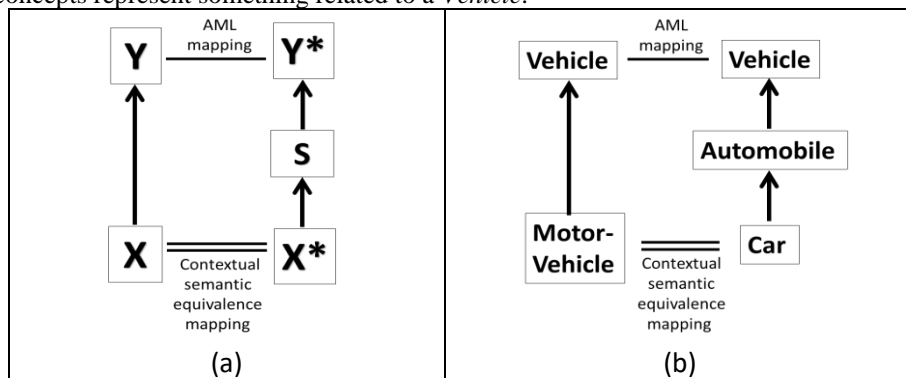 concepts represent something related to a Vehicle.
AML
mapping
Y
Y*
S
X
X*
Contextual
semantic
equivalence
mapping
(a)
AML
mapping
Vehicle
Vehicle
Automobile
Motor-
Vehicle
Car
Contextual
semantic
equivalence
mapping
(b)